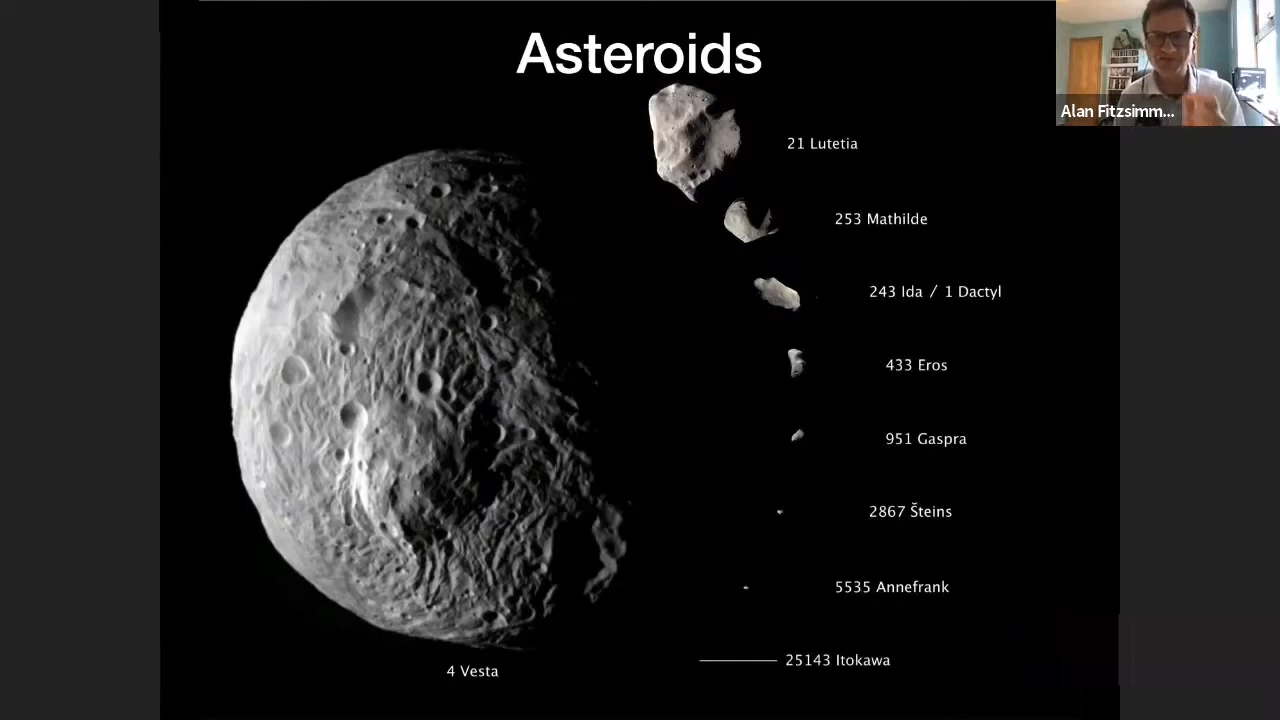 Asteroids
Alan Fitzsimm...
21 Lutetia
253 Mathilde
243 Ida / 1 Dactyl
433 Eros
951 Gaspra
2867 Šteins
5535 Annefrank
25143 Itokawa
4 Vesta